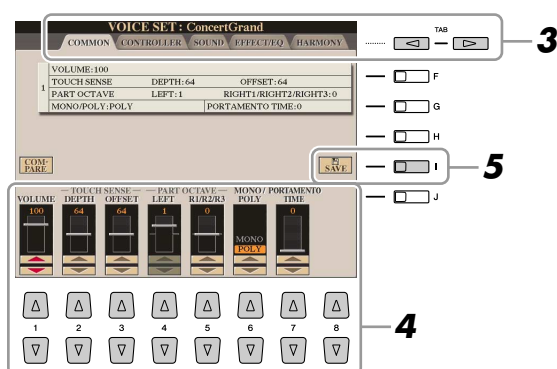 VOICE SET : ConcertGrand
COMMON CONTROLLER SOUND EFFECT/EQ HARMONY
TAB
3
1
VOLUME:100
TOUCH SENSE DEPTH:64 OFFSET:64
PART OCTAVE LEFT:1 RIGHT1/RIGHT2/RIGHT3:0
MONO/POLY:POLY PORTAMENTO TIME:0
F
G
H
COM-
PARE
SAVE
I
5
J
TOUCH SENSE PART OCTAVE MONO/ PORTAMENTO
VOLUME DEPTH OFFSET LEFT R1/R2/R3 POLY TIME
100 64 64 1 0 0
MONO
POLY
1 2 3 4 5 6 7 8
4